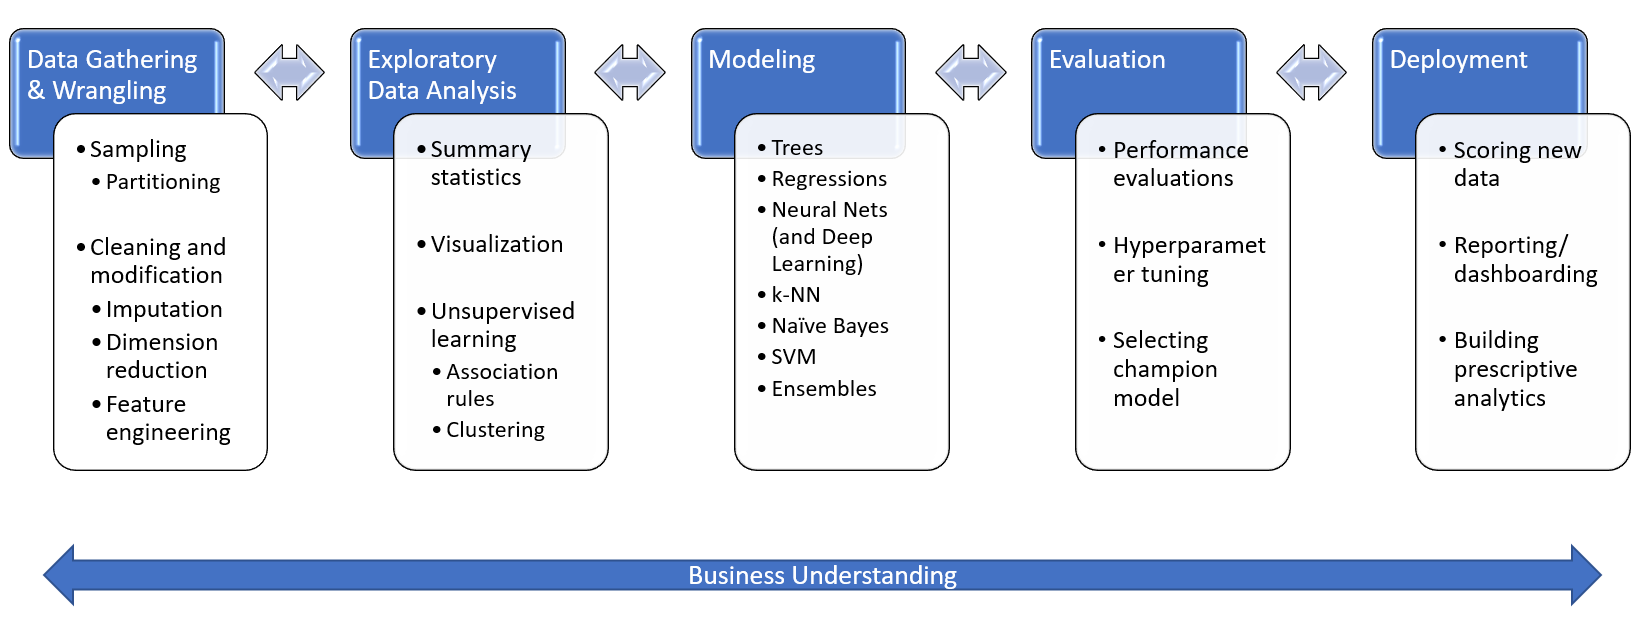 Data Gathering
& Wrangling
• Sampling
• Partitioning
• Cleaning and
modification
• Imputation
• Dimension
reduction
• Feature
engineering
Exploratory
Data Analysis
• Summary
statistics
• Visualization
• Unsupervised
learning
• Association
rules
• Clustering
Modeling
• Trees
• Regressions
• Neural Nets
(and Deep
Learning)
• k-NN
• Naïve Bayes
• SVM
• Ensembles
Evaluation
• Performance
evaluations
• Hyperparamet
er tuning
• Selecting
champion
model
Deployment
• Scoring new
data
• Reporting/
dashboarding
• Building
prescriptive
analytics
Business Understanding